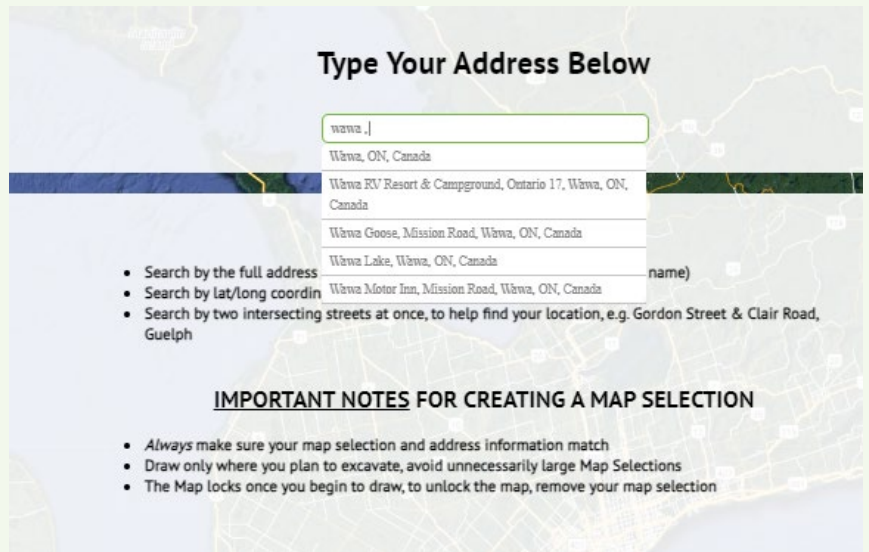 Type Your Address Below
wawa ,
Wawa, ON, Canada
Wawa RV Resort & Campground, Ontario 17, Wawa, ON,
Canada
Wawa Goose, Mission Road, Wawa, ON, Canada
Wawa Lake, Wawa, ON, Canada
Wawa Motor Inn, Mission Road, Wawa, ON, Canada
Search by the full address name)
Search by lat/long coordin
Search by two intersecting streets at once, to help find your location, e.g. Gordon Street & Clair Road,
Guelph
IMPORTANT NOTES FOR CREATING A MAP SELECTION
Always make sure your map selection and address information match
Draw only where you plan to excavate, avoid unnecessarily large Map Selections
The Map locks once you begin to draw, to unlock the map, remove your map selection